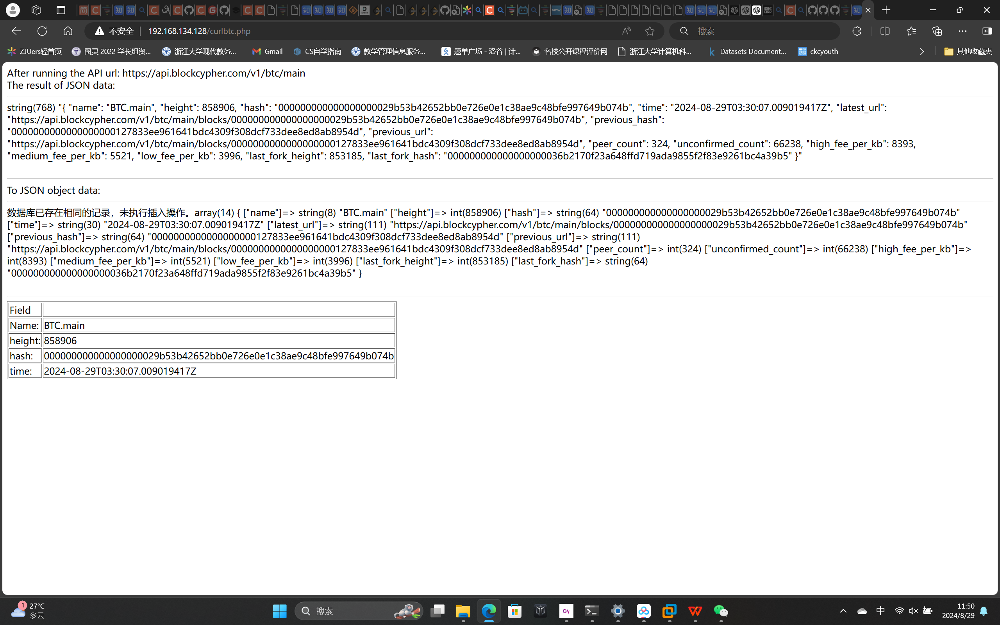 不安全
192.168.134.128/curlbtc.php
搜索
ZJUers轻首页
图灵 2022 学长组资...
浙江大学现代教务...
Gmail
CS自学指南
教学管理信息服务...
题单广场 - 洛谷 | 计...
名校公开课程评价网
浙江大学计算机科...
Datasets Document...
ckcyouth
其他收藏夹
After running the API url: https://api.blockcypher.com/v1/btc/main
The result of JSON data:
string(768) "{ "name": "BTC.main", "height": 858906, "hash": "000000000000000000029b53b42652bb0e726e0e1c38ae9c48bfe997649b074b", "time": "2024-08-29T03:30:07.009019417Z", "latest_url":
"https://api.blockcypher.com/v1/btc/main/blocks/000000000000000000029b53b42652bb0e726e0e1c38ae9c48bfe997649b074b", "previous_hash":
"0000000000000000000127833ee961641bdc4309f308dcf733dee8ed8ab8954d", "previous_url":
"https://api.blockcypher.com/v1/btc/main/blocks/0000000000000000000127833ee961641bdc4309f308dcf733dee8ed8ab8954d", "peer_count": 324, "unconfirmed_count": 66238, "high_fee_per_kb": 8393,
"medium_fee_per_kb": 5521, "low_fee_per_kb": 3996, "last_fork_height": 853185, "last_fork_hash": "000000000000000000036b2170f23a648ffd719ada9855f2f83e9261bc4a39b5" }"
To JSON object data:
数据库已存在相同的记录，未执行插入操作。array(14) { ["name"]=> string(8) "BTC.main" ["height"]=> int(858906) ["hash"]=> string(64) "000000000000000000029b53b42652bb0e726e0e1c38ae9c48bfe997649b074b"
["time"]=> string(30) "2024-08-29T03:30:07.009019417Z" ["latest_url"]=> string(111) "https://api.blockcypher.com/v1/btc/main/blocks/000000000000000000029b53b42652bb0e726e0e1c38ae9c48bfe997649b074b"
["previous_hash"]=> string(64) "0000000000000000000127833ee961641bdc4309f308dcf733dee8ed8ab8954d" ["previous_url"]=> string(111)
"https://api.blockcypher.com/v1/btc/main/blocks/0000000000000000000127833ee961641bdc4309f308dcf733dee8ed8ab8954d" ["peer_count"]=> int(324) ["unconfirmed_count"]=> int(66238) ["high_fee_per_kb"]=>
int(8393) ["medium_fee_per_kb"]=> int(5521) ["low_fee_per_kb"]=> int(3996) ["last_fork_height"]=> int(853185) ["last_fork_hash"]=> string(64)
"000000000000000000036b2170f23a648ffd719ada9855f2f83e9261bc4a39b5" }
Field
Name: BTC.main
height: 858906
hash: 000000000000000000029b53b42652bb0e726e0e1c38ae9c48bfe997649b074b
time: 2024-08-29T03:30:07.009019417Z
1
27°C
多云
搜索
中
11:50
2024/8/29